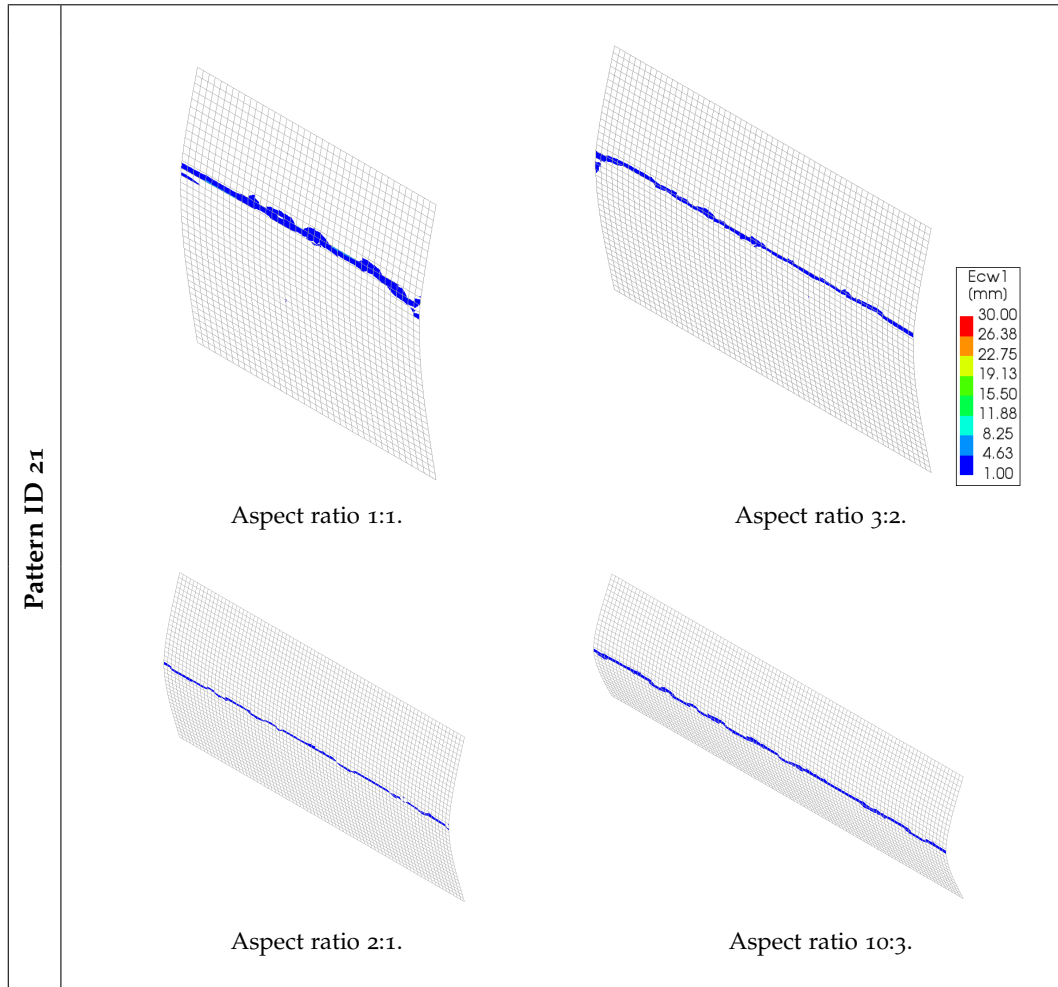 Pattern ID 21
Aspect ratio 1:1.
Aspect ratio 3:2.
Ecw1
(mm)
30.00
26.38
22.75
19.13
15.50
11.88
8.25
4.63
1.00
Aspect ratio 2:1.
Aspect ratio 10:3.